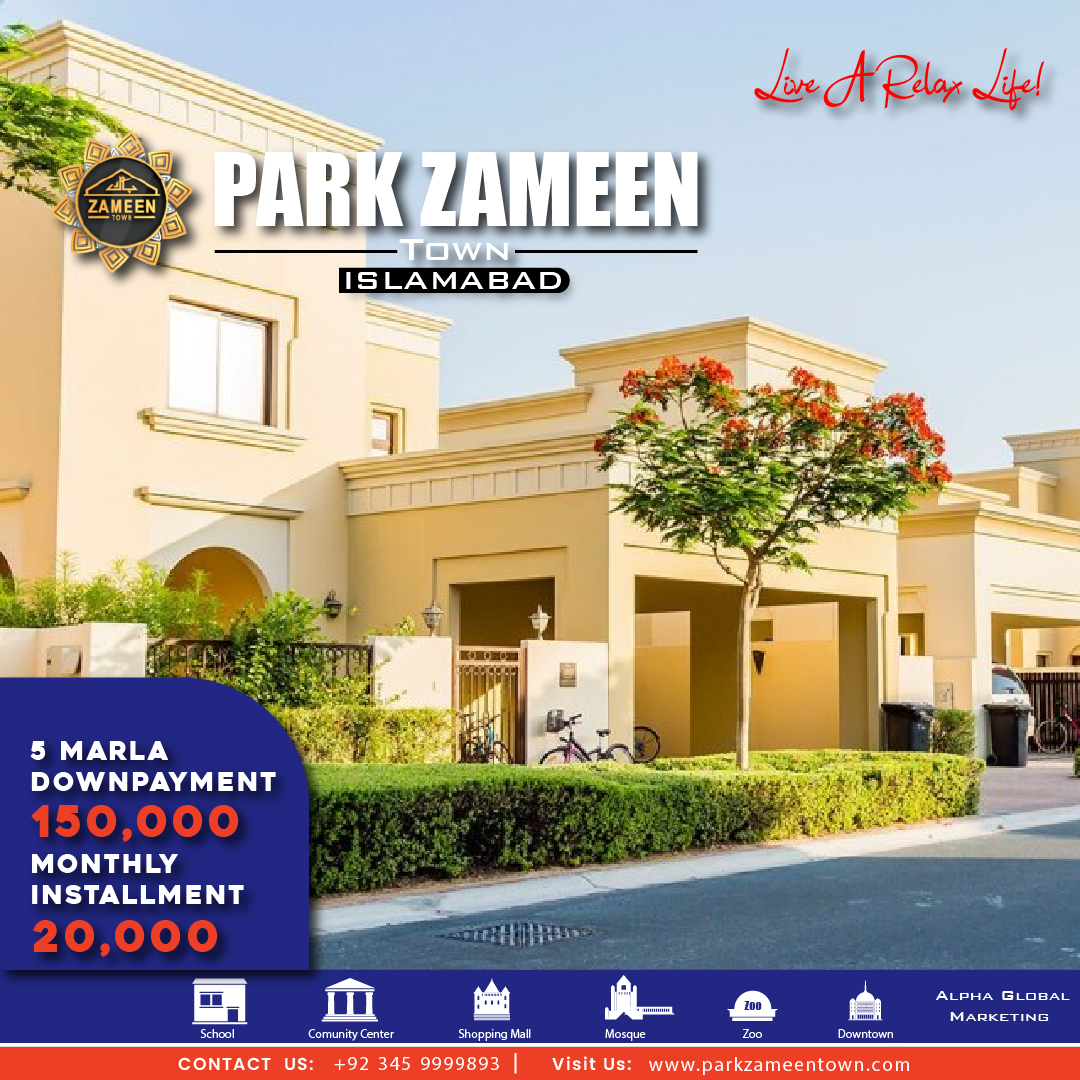 Live A Relax Life!
ZAMEEN
TOWN
PARK ZAMEEN
TOWN
ISLAMABAD
5 MARLA
DOWNPAYMENT
150,000
MONTHLY
INSTALLMENT
20,000
School
Comunity Center
Shopping Mall
Mosque
Zoo
Zoo
Downtown
ALPHA GLOBAL
MARKETING
CONTACT US: +92 345 9999893 | Visit Us: www.parkzameentown.com